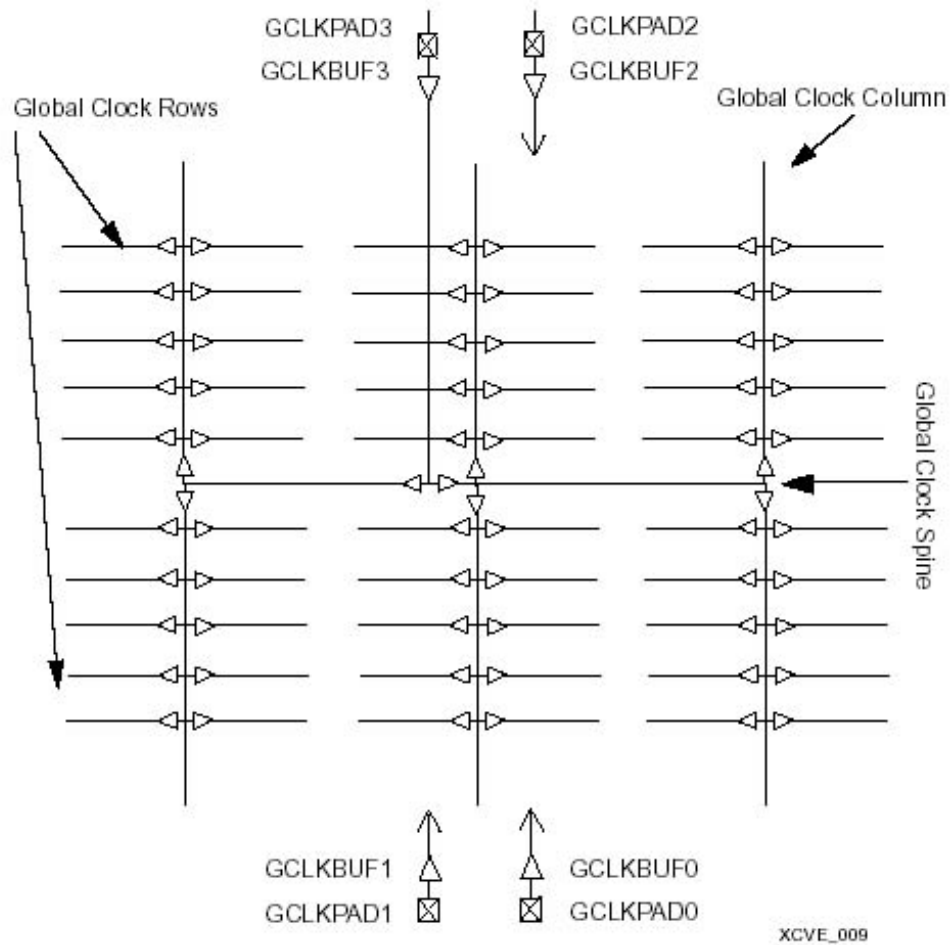 GCLKPAD3
GCLKPAD2
GCLKBUF3
GCLKBUF2
Global Clock Rows
Global Clock Column
Global Clock Spine
GCLKBUF1
GCLKBUF0
GCLKPAD1
GCLKPAD0
XCVE_009